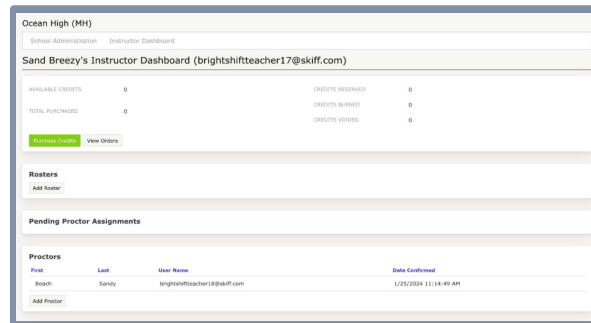 Ocean High (MH)
School Administration Instructor Dashboard
Sand Breezy's Instructor Dashboard (brightshiftteacher17@skiff.com)
AVAILABLE CREDITS 0 CREDITS RESERVED 0
CREDITS BURNED 0
TOTAL PURCHASED 0
CREDITS VOIDED 0
Purchase Credits View Orders
Rosters
Add Roster
Pending Proctor Assignments
Proctors
First Last User Name Date Confirmed
Beach Sandy brightshiftteacher18@skiff.com 1/25/2024 11:14:49 AM
Add Proctor